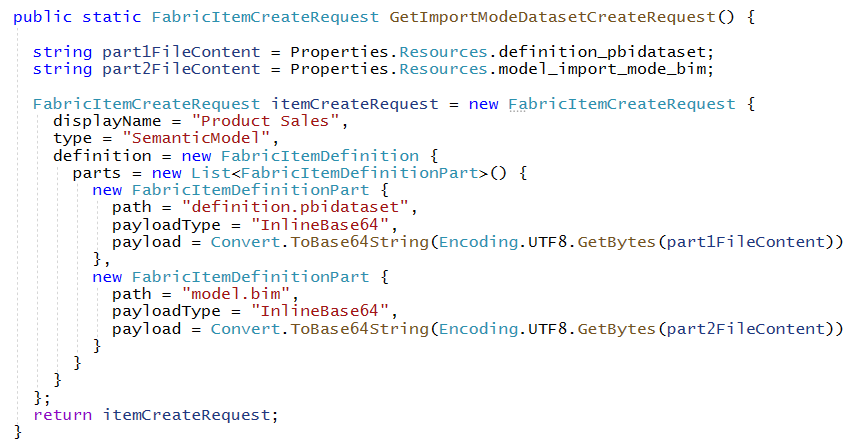 public static FabricItemCreateRequest GetImportModeDatasetCreateRequest() {
string part1FileContent = Properties.Resources.definition_pbidataset;
string part2FileContent = Properties.Resources.model_import_mode_bim;
FabricItemCreateRequest itemCreateRequest = new FabricItemCreateRequest {
displayName = "Product Sales",
type = "SemanticModel",
definition = new FabricItemDefinition {
parts = new List<FabricItemDefinitionPart>() {
new FabricItemDefinitionPart {
path = "definition.pbidataset",
payloadType = "InlineBase64",
payload = Convert.ToBase64String(Encoding.UTF8.GetBytes(part1FileContent))
},
new FabricItemDefinitionPart {
path = "model.bim",
payloadType = "InlineBase64",
payload = Convert.ToBase64String(Encoding.UTF8.GetBytes(part2FileContent))
}
}
}
};
return itemCreateRequest;
}